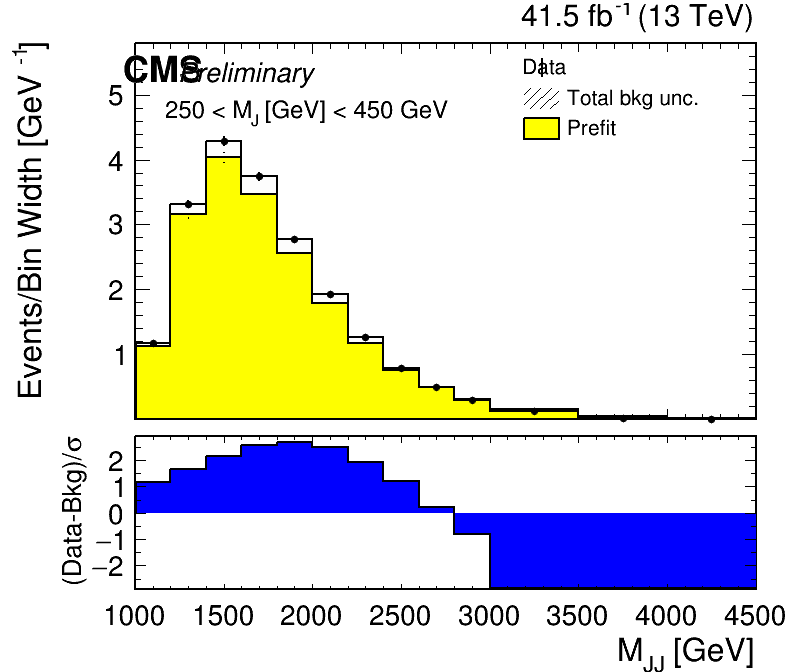 41.5 fb⁻¹ (13 TeV)
CMS Preliminary
250 < M_J [GeV] < 450 GeV
Data
Total bkg unc.
Prefit
Events/Bin Width [GeV⁻¹]
5
4
3
2
1
(Data-Bkg)/σ
2
1
0
−1
−2
1000 1500 2000 2500 3000 3500 4000 4500
M_JJ [GeV]